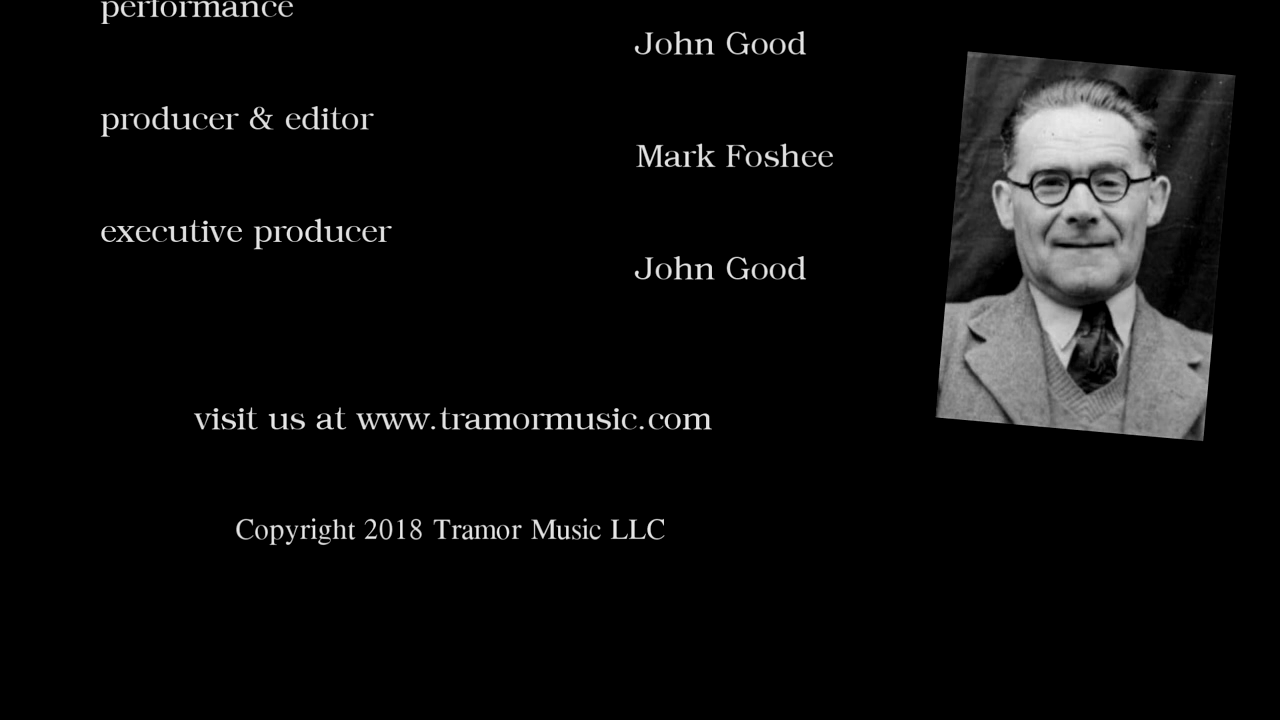 performance
John Good
producer & editor
Mark Foshee
executive producer
John Good
visit us at www.tramormusic.com
Copyright 2018 Tramor Music LLC